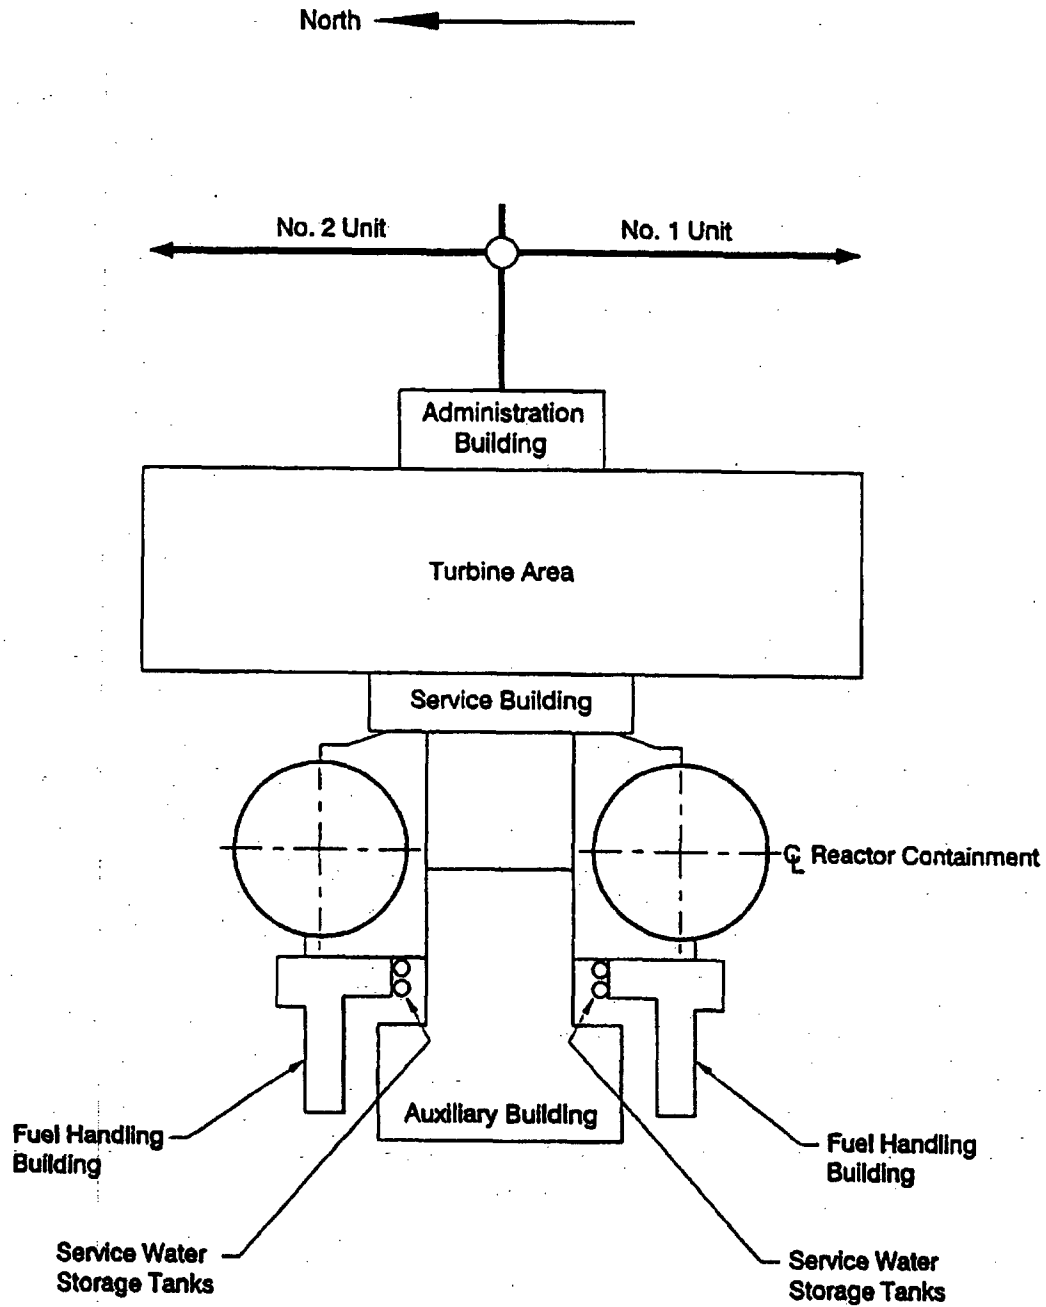 North
No. 2 Unit
No. 1 Unit
Administration
Building
Turbine Area
Service Building
℄ Reactor Containment
Auxiliary Building
Fuel Handling
Building
Fuel Handling
Building
Service Water
Storage Tanks
Service Water
Storage Tanks